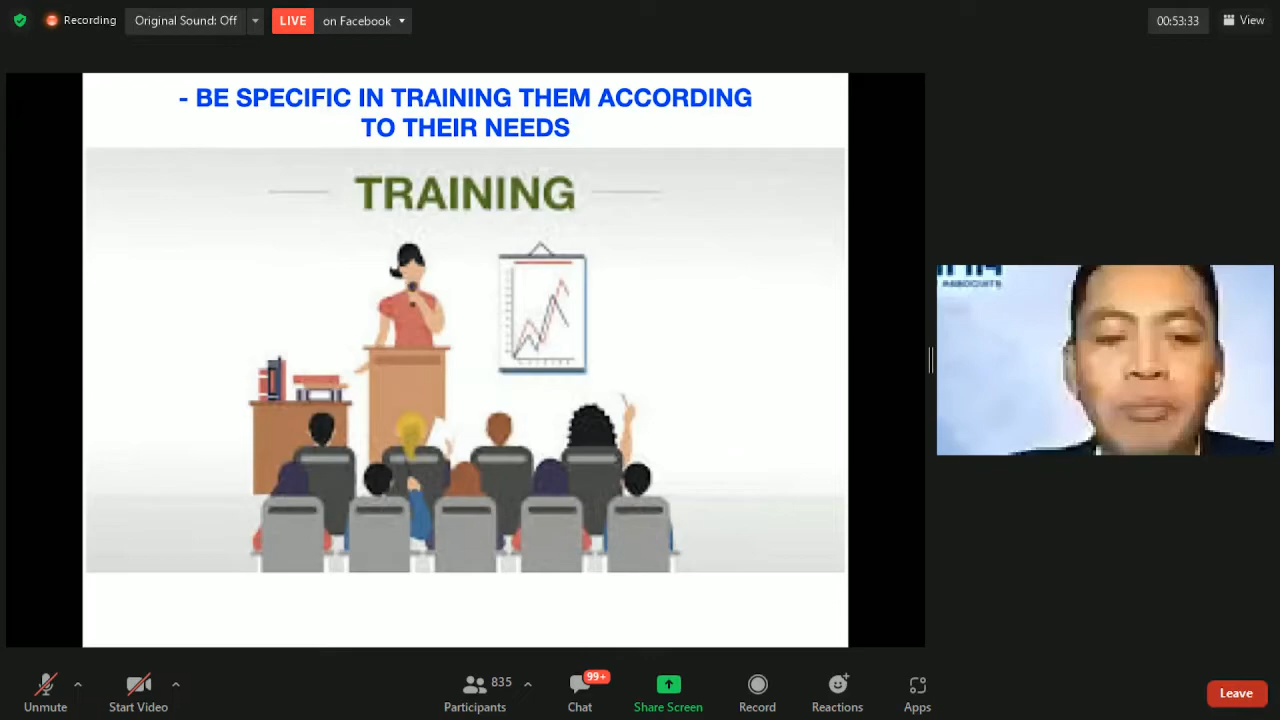 Recording
Original Sound: Off
LIVE on Facebook
00:53:33
View
- BE SPECIFIC IN TRAINING THEM ACCORDING
TO THEIR NEEDS
TRAINING
ASSOCIATE
Unmute
Start Video
835
Participants
99+
Chat
Share Screen
Record
Reactions
Apps
Leave